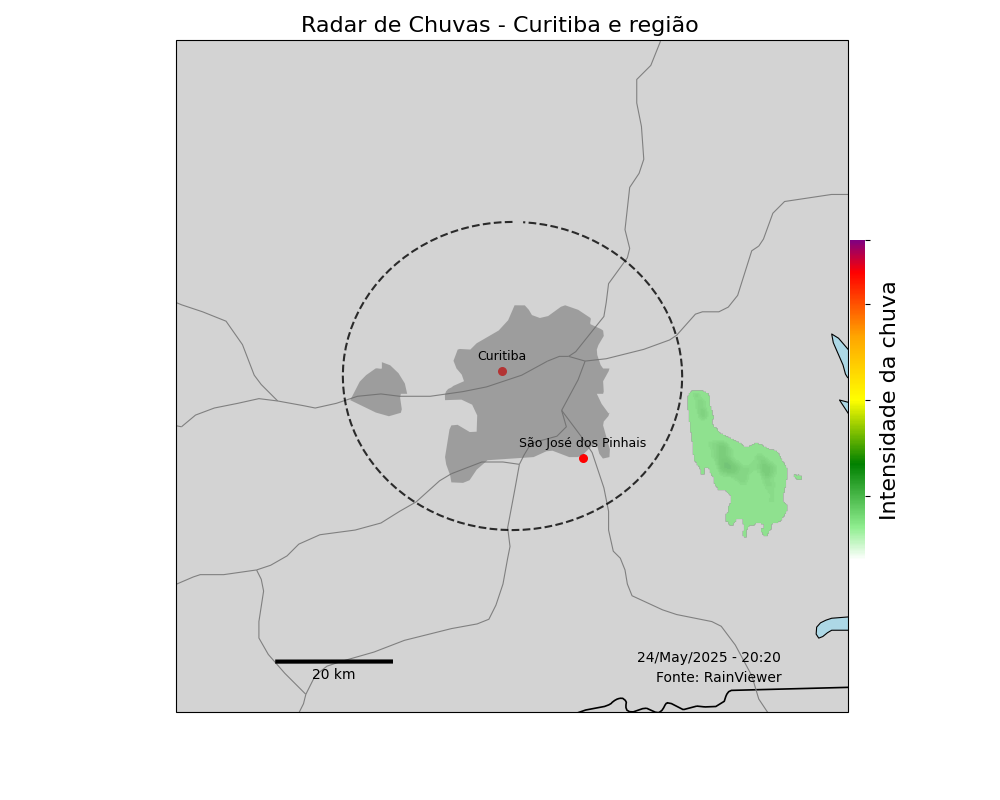 Radar de Chuvas - Curitiba e região
Curitiba
São José dos Pinhais
Intensidade da chuva
20 km
24/May/2025 - 20:20
Fonte: RainViewer